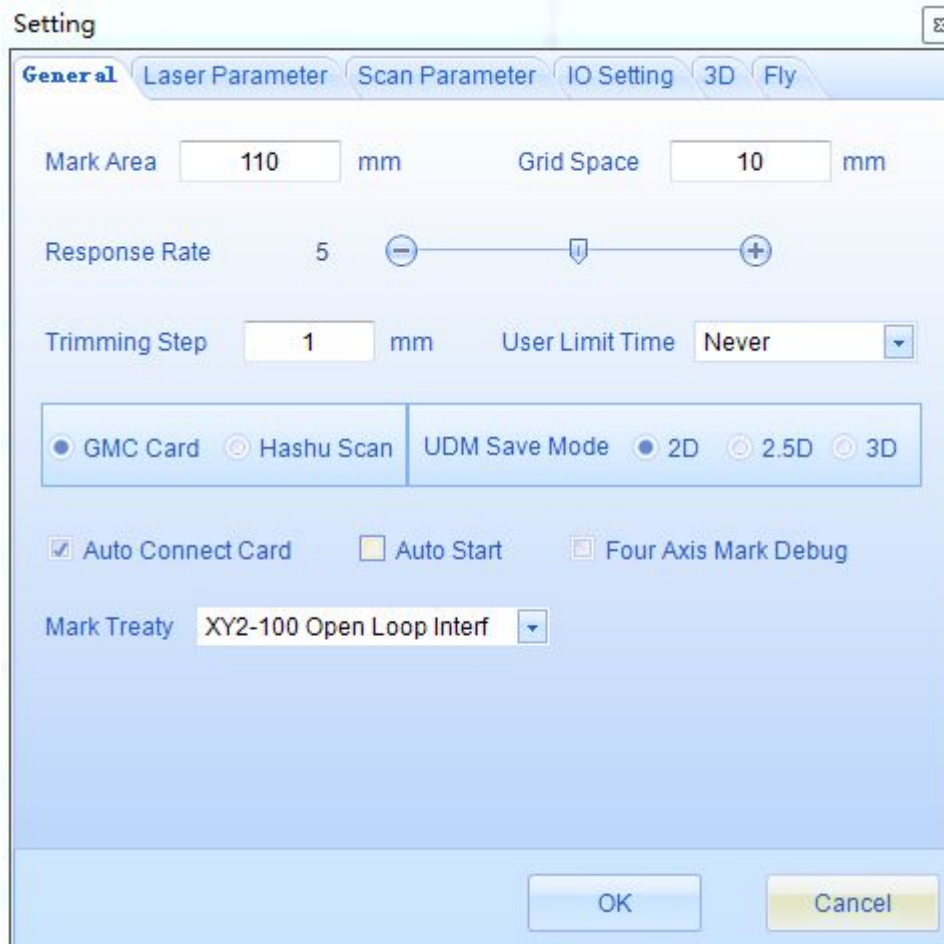 Setting
General Laser Parameter Scan Parameter IO Setting 3D Fly
Mark Area 110 mm Grid Space 10 mm
Response Rate 5
Trimming Step 1 mm User Limit Time Never
GMC Card Hashu Scan UDM Save Mode 2D 2.5D 3D
Auto Connect Card Auto Start Four Axis Mark Debug
Mark Treaty XY2-100 Open Loop Interf
OK Cancel